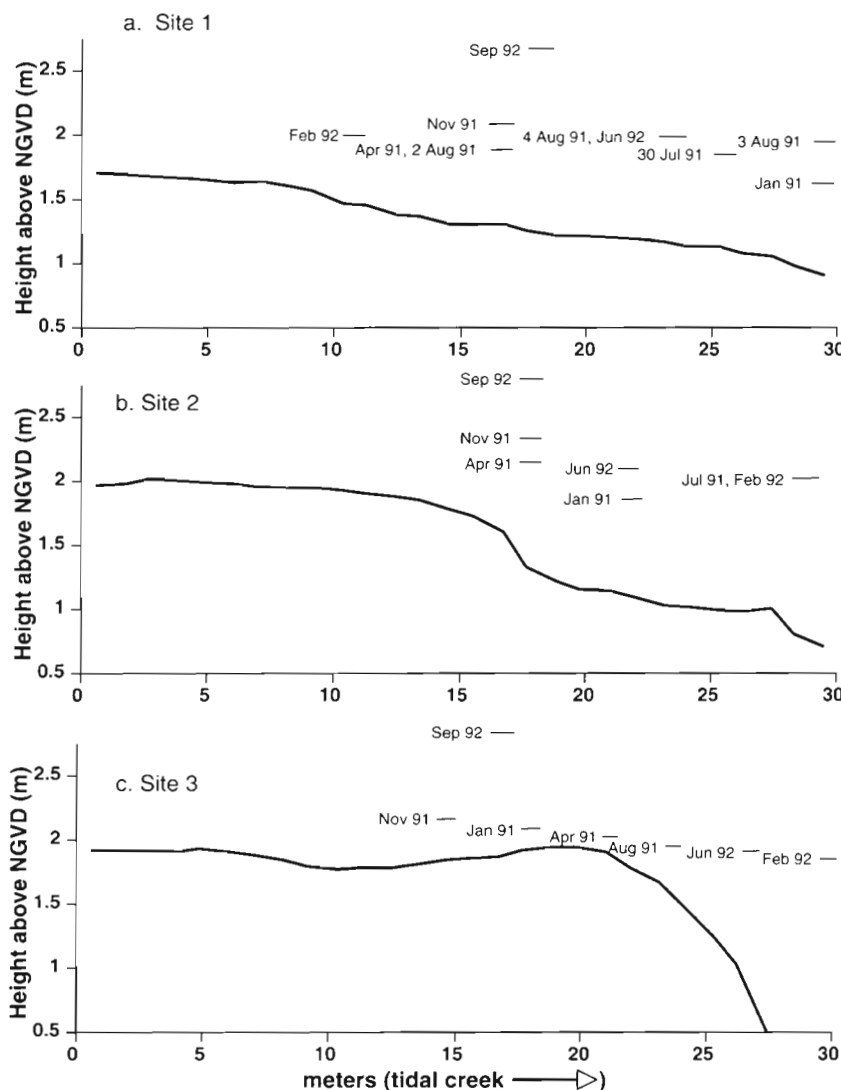 a. Site 1
Height above NGVD (m)
2.5
2
1.5
1
0.5
Sep 92
Nov 91
Feb 92
Apr 91, 2 Aug 91
4 Aug 91, Jun 92
30 Jul 91
3 Aug 91
Jan 91
0 5 10 15 20 25 30
b. Site 2
Height above NGVD (m)
2.5
2
1.5
1
0.5
Sep 92
Nov 91
Apr 91
Jun 92
Jan 91
Jul 91, Feb 92
0 5 10 15 20 25 30
c. Site 3
Height above NGVD (m)
2.5
2
1.5
1
0.5
Sep 92
Nov 91
Jan 91
Apr 91
Aug 91
Jun 92
Feb 92
0 5 10 15 20 25 30
meters (tidal creek →)